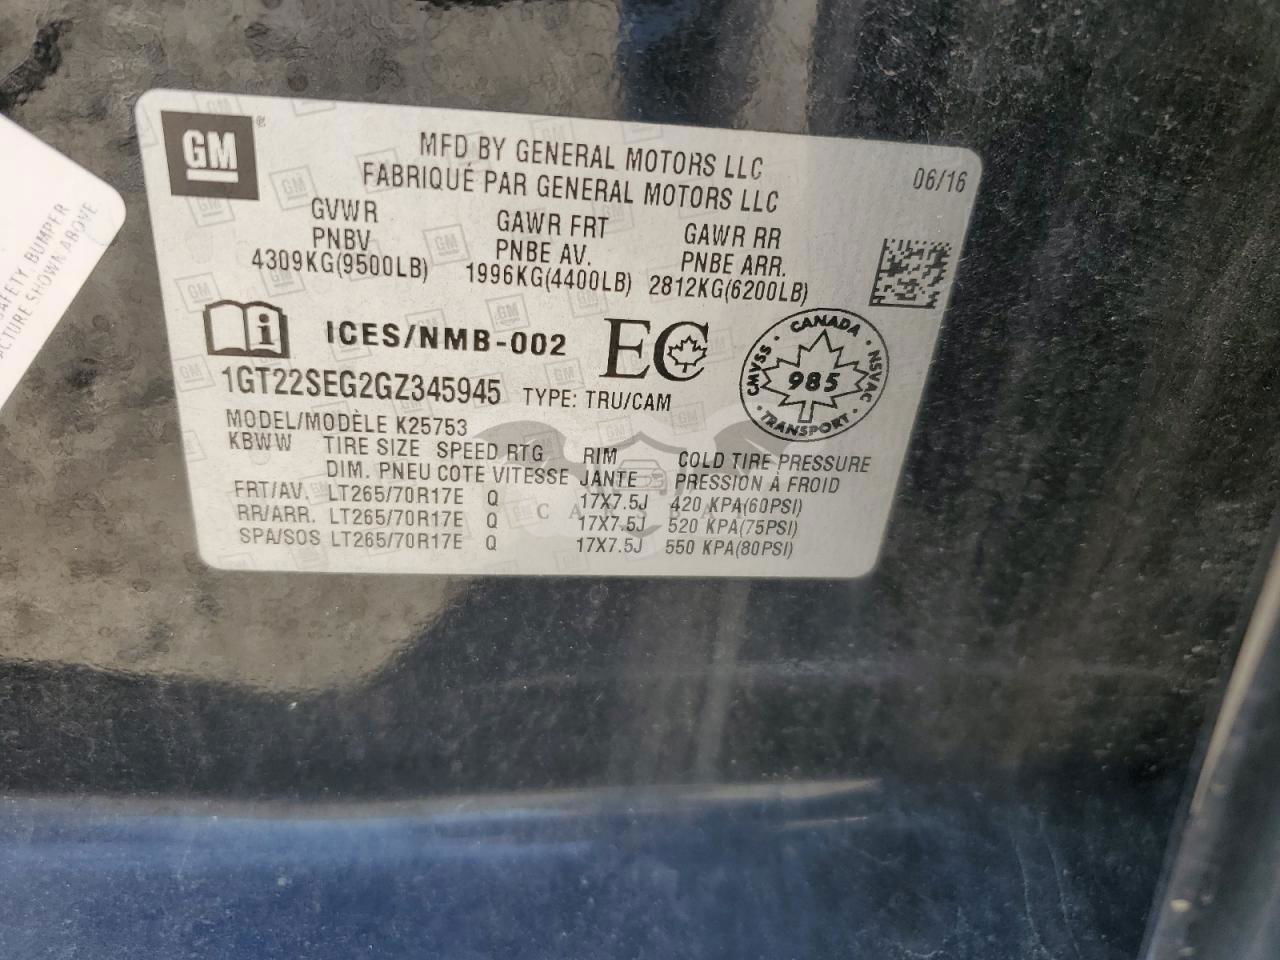 GM
MFD BY GENERAL MOTORS LLC
FABRIQUÉ PAR GENERAL MOTORS LLC
06/16
GVWR GAWR FRT GAWR RR
PNBV PNBE AV. PNBE ARR.
4309KG(9500LB) 1996KG(4400LB) 2812KG(6200LB)
ICES/NMB-002 EC
CANADA
CMVSS 985 NSVAC
TRANSPORT
1GT22SEG2GZ345945 TYPE: TRU/CAM
MODEL/MODÈLE K25753
KBWW TIRE SIZE SPEED RTG RIM COLD TIRE PRESSURE
DIM. PNEU COTE VITESSE JANTE PRESSION À FROID
FRT/AV. LT265/70R17E Q 17X7.5J 420 KPA(60PSI)
RR/ARR. LT265/70R17E Q 17X7.5J 520 KPA(75PSI)
SPA/SOS LT265/70R17E Q 17X7.5J 550 KPA(80PSI)
SAFETY, BUMPER
SHOWN ABOVE